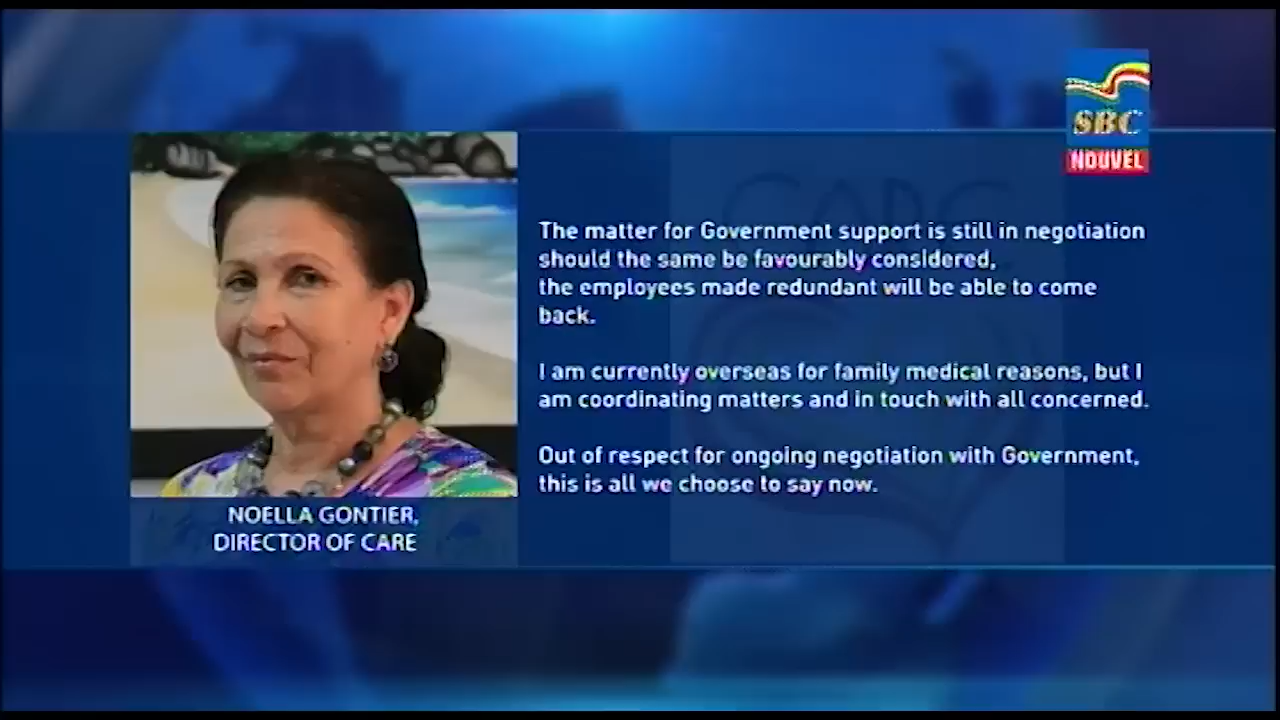 SBC
NOUVEL
The matter for Government support is still in negotiation
should the same be favourably considered,
the employees made redundant will be able to come
back.
I am currently overseas for family medical reasons, but I
am coordinating matters and in touch with all concerned.
Out of respect for ongoing negotiation with Government,
this is all we choose to say now.
NOELLA GONTIER,
DIRECTOR OF CARE
CARE